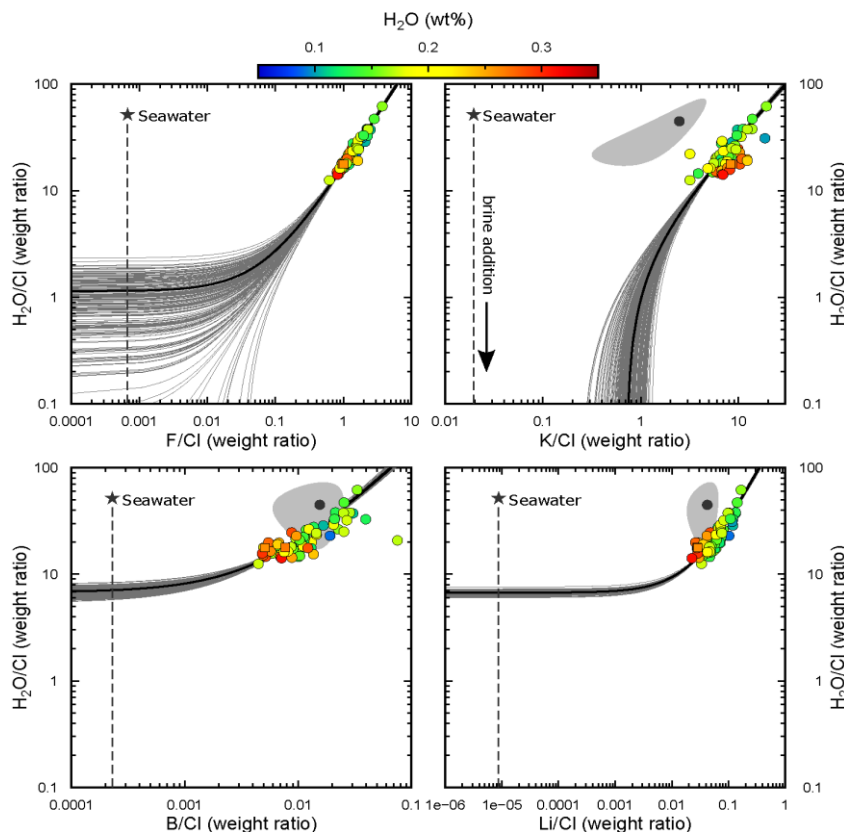 H2O (wt%)
0.1 0.2 0.3
100 100
Seawater Seawater
10 10
brine addition
1 1
0.1 0.1
H2O/Cl (weight ratio) H2O/Cl (weight ratio)
0.0001 0.001 0.01 0.1 1 10 0.01 0.1 1 10
F/Cl (weight ratio) K/Cl (weight ratio)
100 100
Seawater Seawater
10 10
1 1
0.1 0.1
H2O/Cl (weight ratio) H2O/Cl (weight ratio)
0.0001 0.001 0.01 0.1 1e-06 1e-05 0.0001 0.001 0.01 0.1 1
B/Cl (weight ratio) Li/Cl (weight ratio)